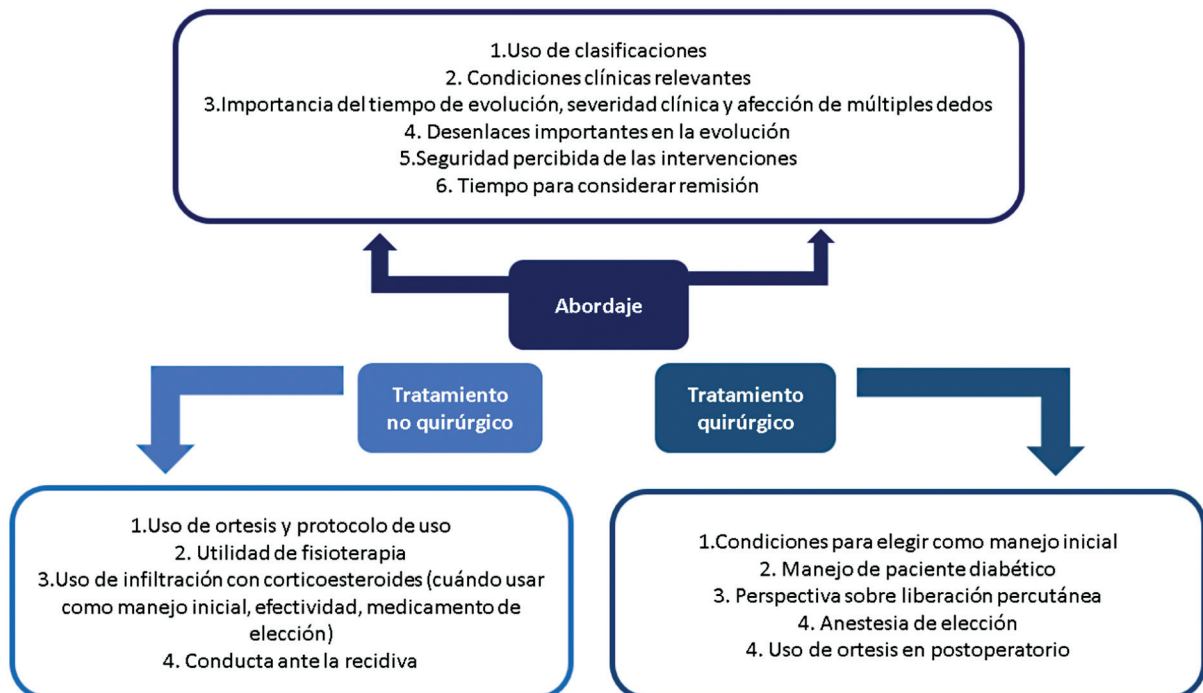 1.Uso de clasificaciones
2. Condiciones clínicas relevantes
3.Importancia del tiempo de evolución, severidad clínica y afección de múltiples dedos
4. Desenlaces importantes en la evolución
5.Seguridad percibida de las intervenciones
6. Tiempo para considerar remisión
Abordaje
Tratamiento
no quirúrgico
Tratamiento
quirúrgico
1.Uso de ortesis y protocolo de uso
2. Utilidad de fisioterapia
3.Uso de infiltración con corticoesteroides (cuándo usar
como manejo inicial, efectividad, medicamento de
elección)
4. Conducta ante la recidiva
1.Condiciones para elegir como manejo inicial
2. Manejo de paciente diabético
3. Perspectiva sobre liberación percutánea
4. Anestesia de elección
4. Uso de ortesis en postoperatorio